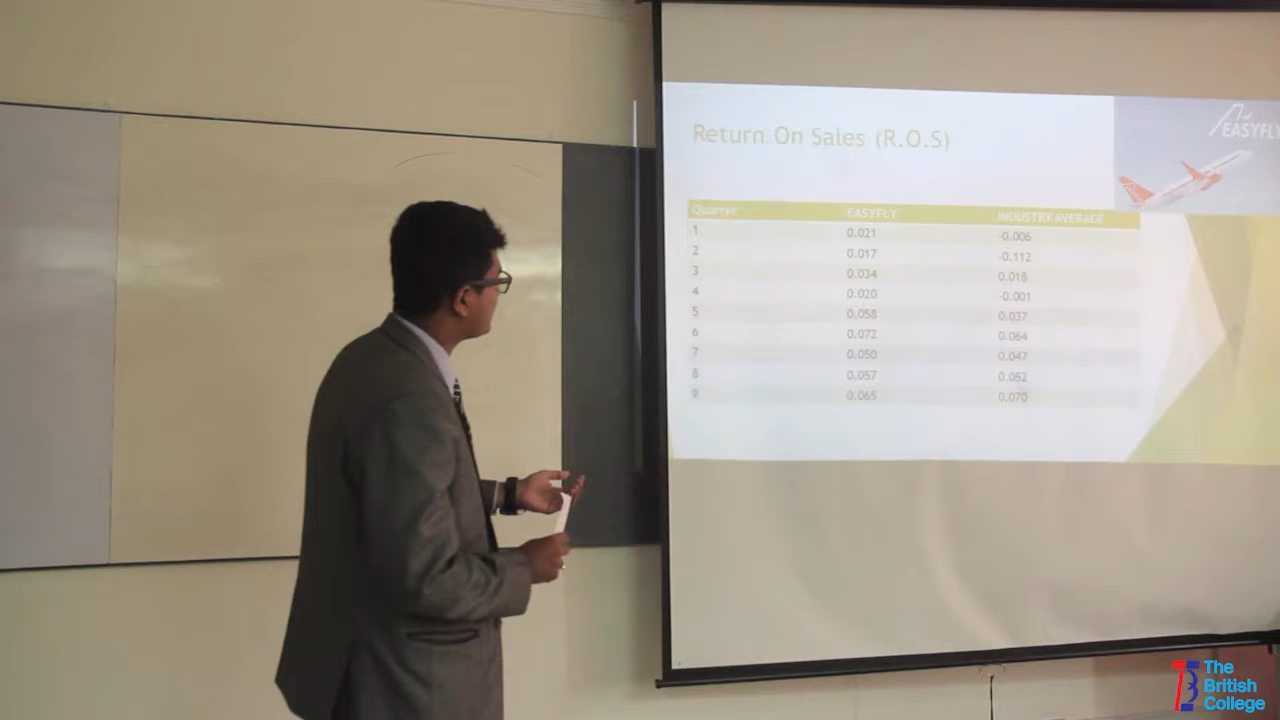 EASYFLY
Return On Sales (R.O.S)
Quarter EASYFLY INDUSTRY AVERAGE
1 0.021 -0.006
2 0.017 -0.112
3 0.034 0.018
4 0.020 -0.001
5 0.058 0.037
6 0.072 0.064
7 0.050 0.047
8 0.057 0.052
9 0.065 0.070
The
British
College